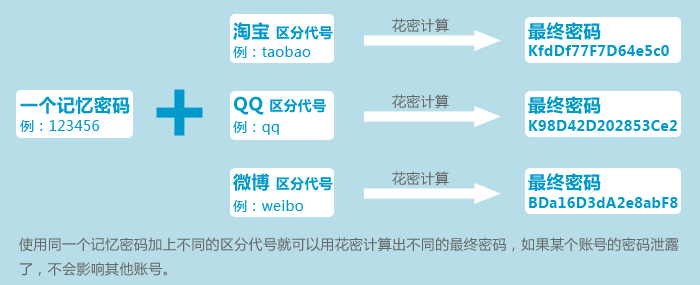 淘宝 区分代号
例：taobao
花密计算
最终密码
KfdDf77F7D64e5c0
一个记忆密码
例：123456
QQ 区分代号
例：qq
花密计算
最终密码
K98D42D202853Ce2
微博 区分代号
例：weibo
花密计算
最终密码
BDa16D3dA2e8abF8
使用同一个记忆密码加上不同的区分代号就可以用花密计算出不同的最终密码，如果某个账号的密码泄露
了，不会影响其他账号。